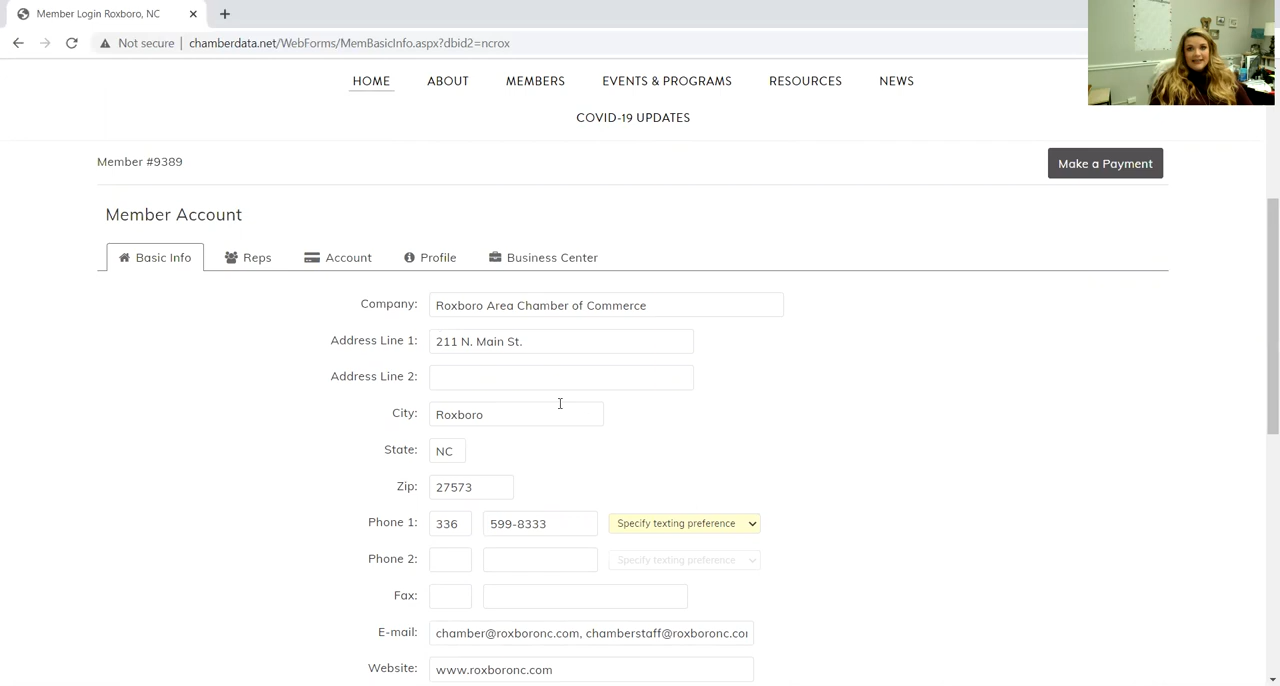 Member Login Roxboro, NC
Not secure | chamberdata.net/WebForms/MemBasicInfo.aspx?dbid2=ncrox
HOME ABOUT MEMBERS EVENTS & PROGRAMS RESOURCES NEWS
COVID-19 UPDATES
Member #9389 Make a Payment
Member Account
Basic Info Reps Account Profile Business Center
Company: Roxboro Area Chamber of Commerce
Address Line 1: 211 N. Main St.
Address Line 2:
City: Roxboro
State: NC
Zip: 27573
Phone 1: 336 599-8333 Specify texting preference
Phone 2: Specify texting preference
Fax:
E-mail: chamber@roxboronc.com, chamberstaff@roxboronc.co
Website: www.roxboronc.com